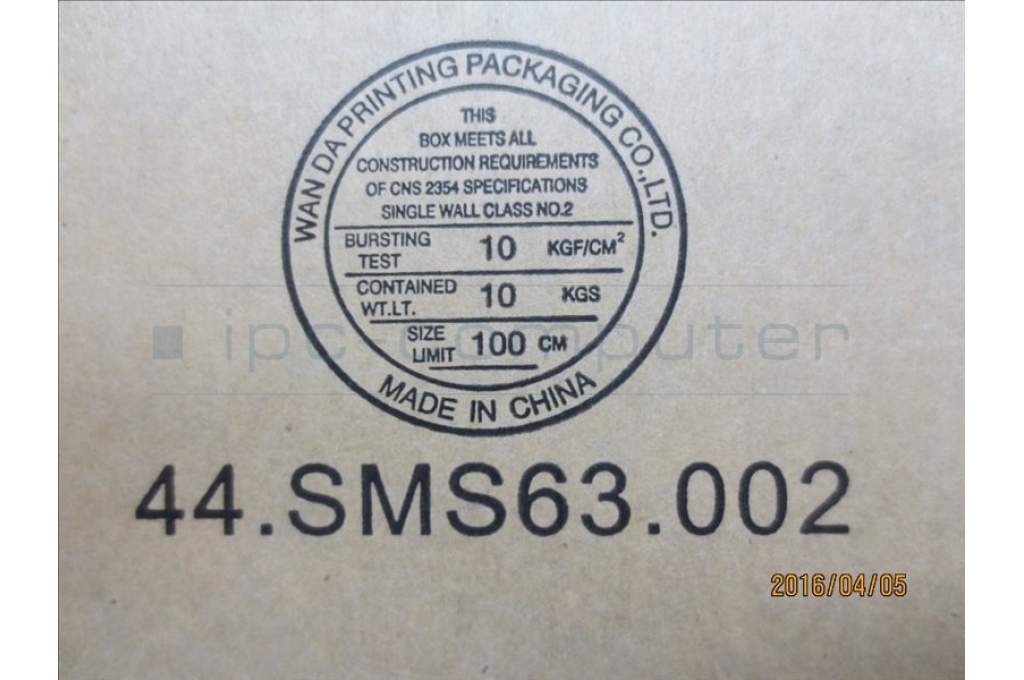 WAN DA PRINTING PACKAGING CO.,LTD.
THIS
BOX MEETS ALL
CONSTRUCTION REQUIREMENTS
OF CNS 2354 SPECIFICATIONS
SINGLE WALL CLASS NO.2
BURSTING TEST 10 KGF/CM²
CONTAINED WT.LT. 10 KGS
SIZE LIMIT 100 CM
MADE IN CHINA
ipc-computer
44.SMS63.002
2016/04/05